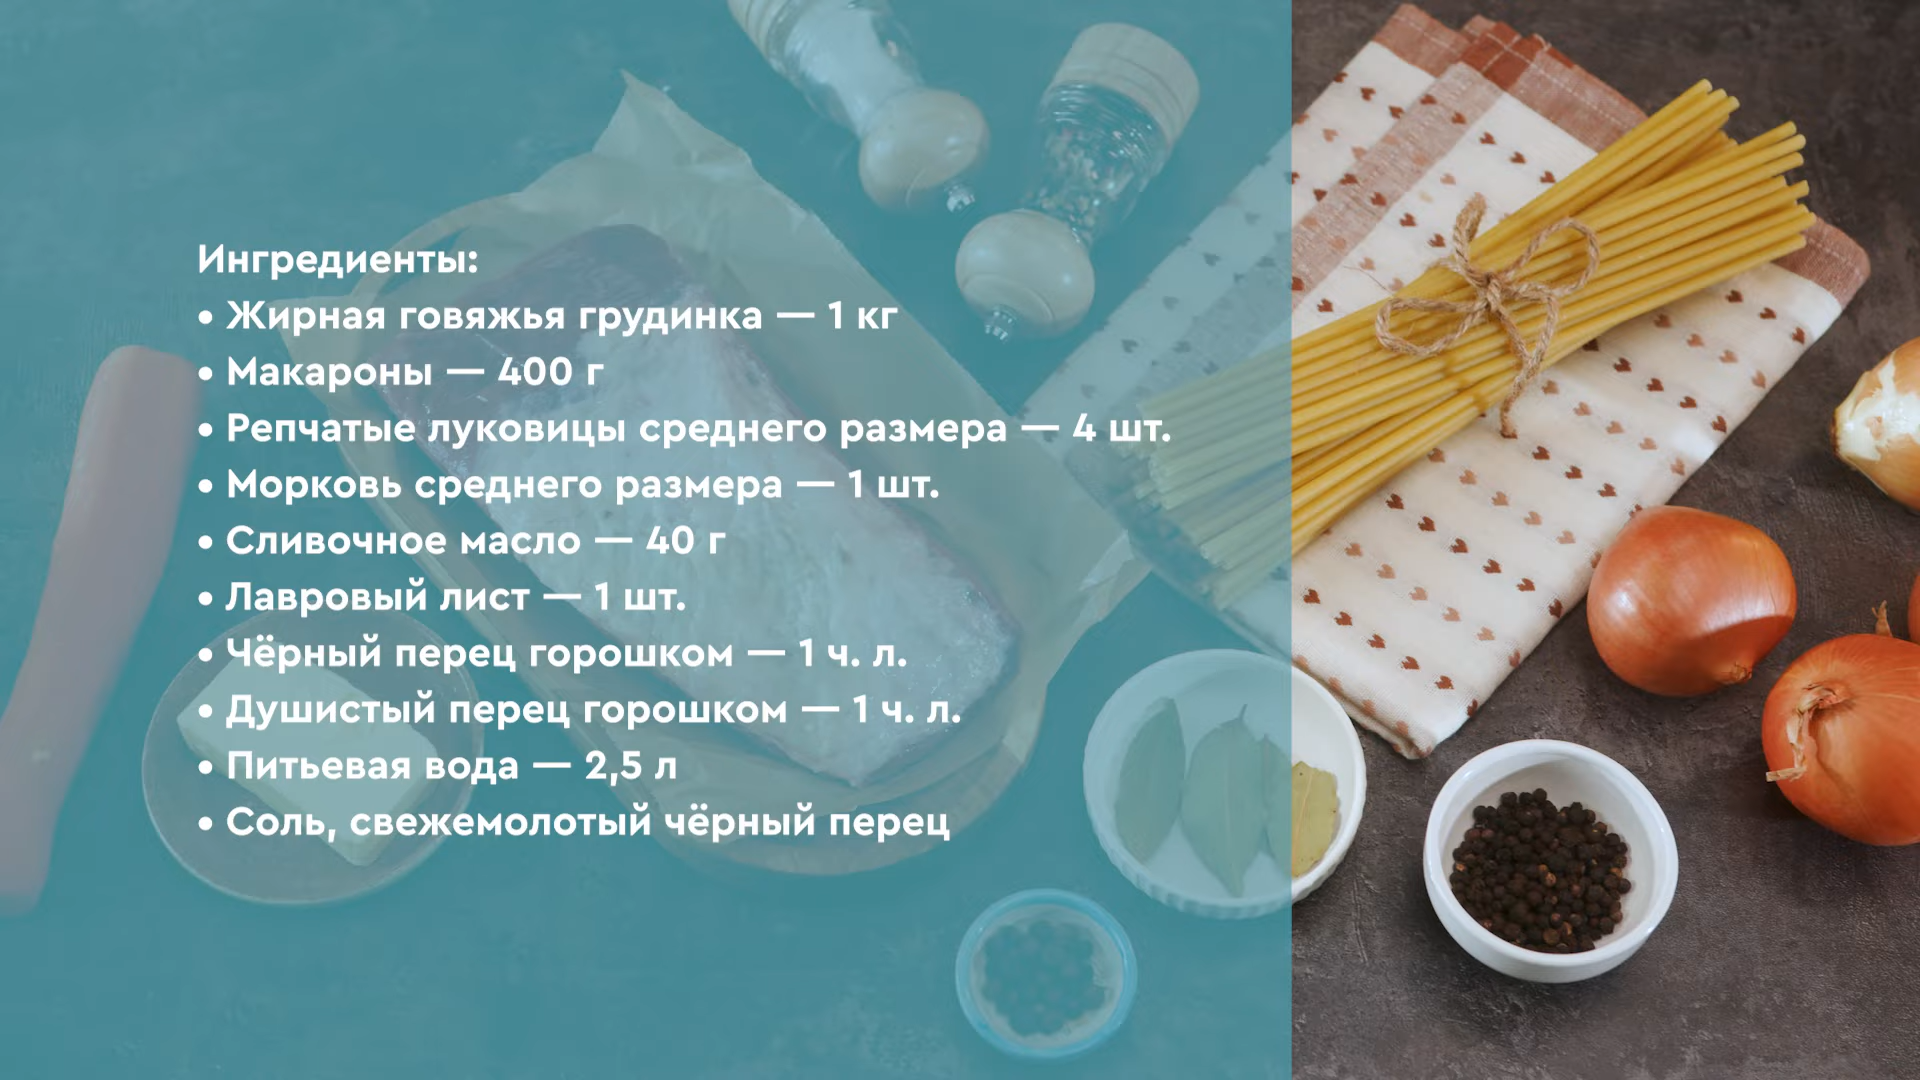 Ингредиенты:
• Жирная говяжья грудинка — 1 кг
• Макароны — 400 г
• Репчатые луковицы среднего размера — 4 шт.
• Морковь среднего размера — 1 шт.
• Сливочное масло — 40 г
• Лавровый лист — 1 шт.
• Чёрный перец горошком — 1 ч. л.
• Душистый перец горошком — 1 ч. л.
• Питьевая вода — 2,5 л
• Соль, свежемолотый чёрный перец